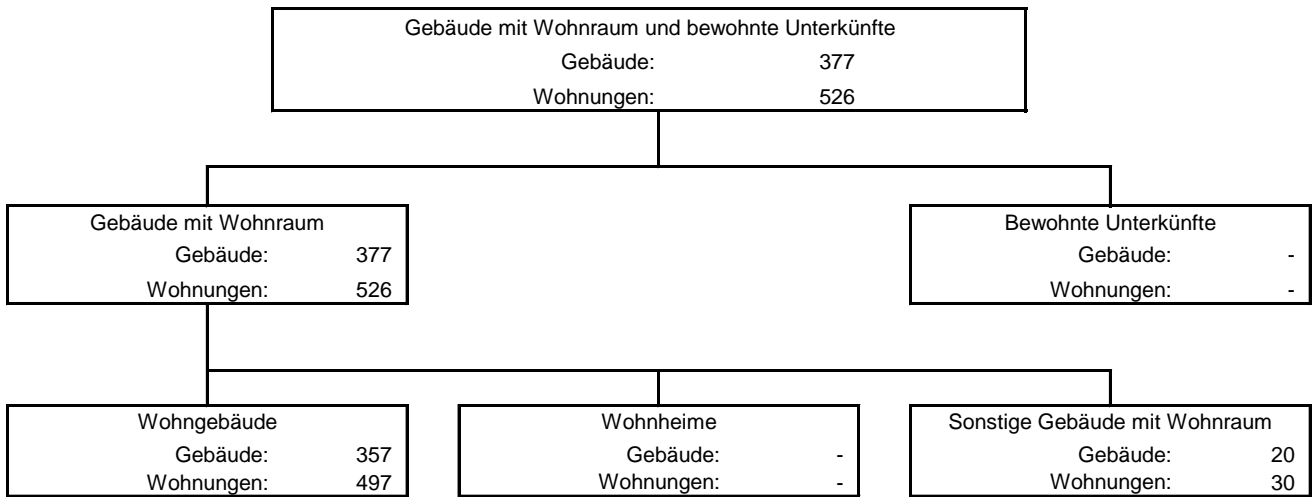 Gebäude mit Wohnraum und bewohnte Unterkünfte
Gebäude: 377
Wohnungen: 526
Gebäude mit Wohnraum
Gebäude: 377
Wohnungen: 526
Bewohnte Unterkünfte
Gebäude: -
Wohnungen: -
Wohngebäude
Gebäude: 357
Wohnungen: 497
Wohnheime
Gebäude: -
Wohnungen: -
Sonstige Gebäude mit Wohnraum
Gebäude: 20
Wohnungen: 30